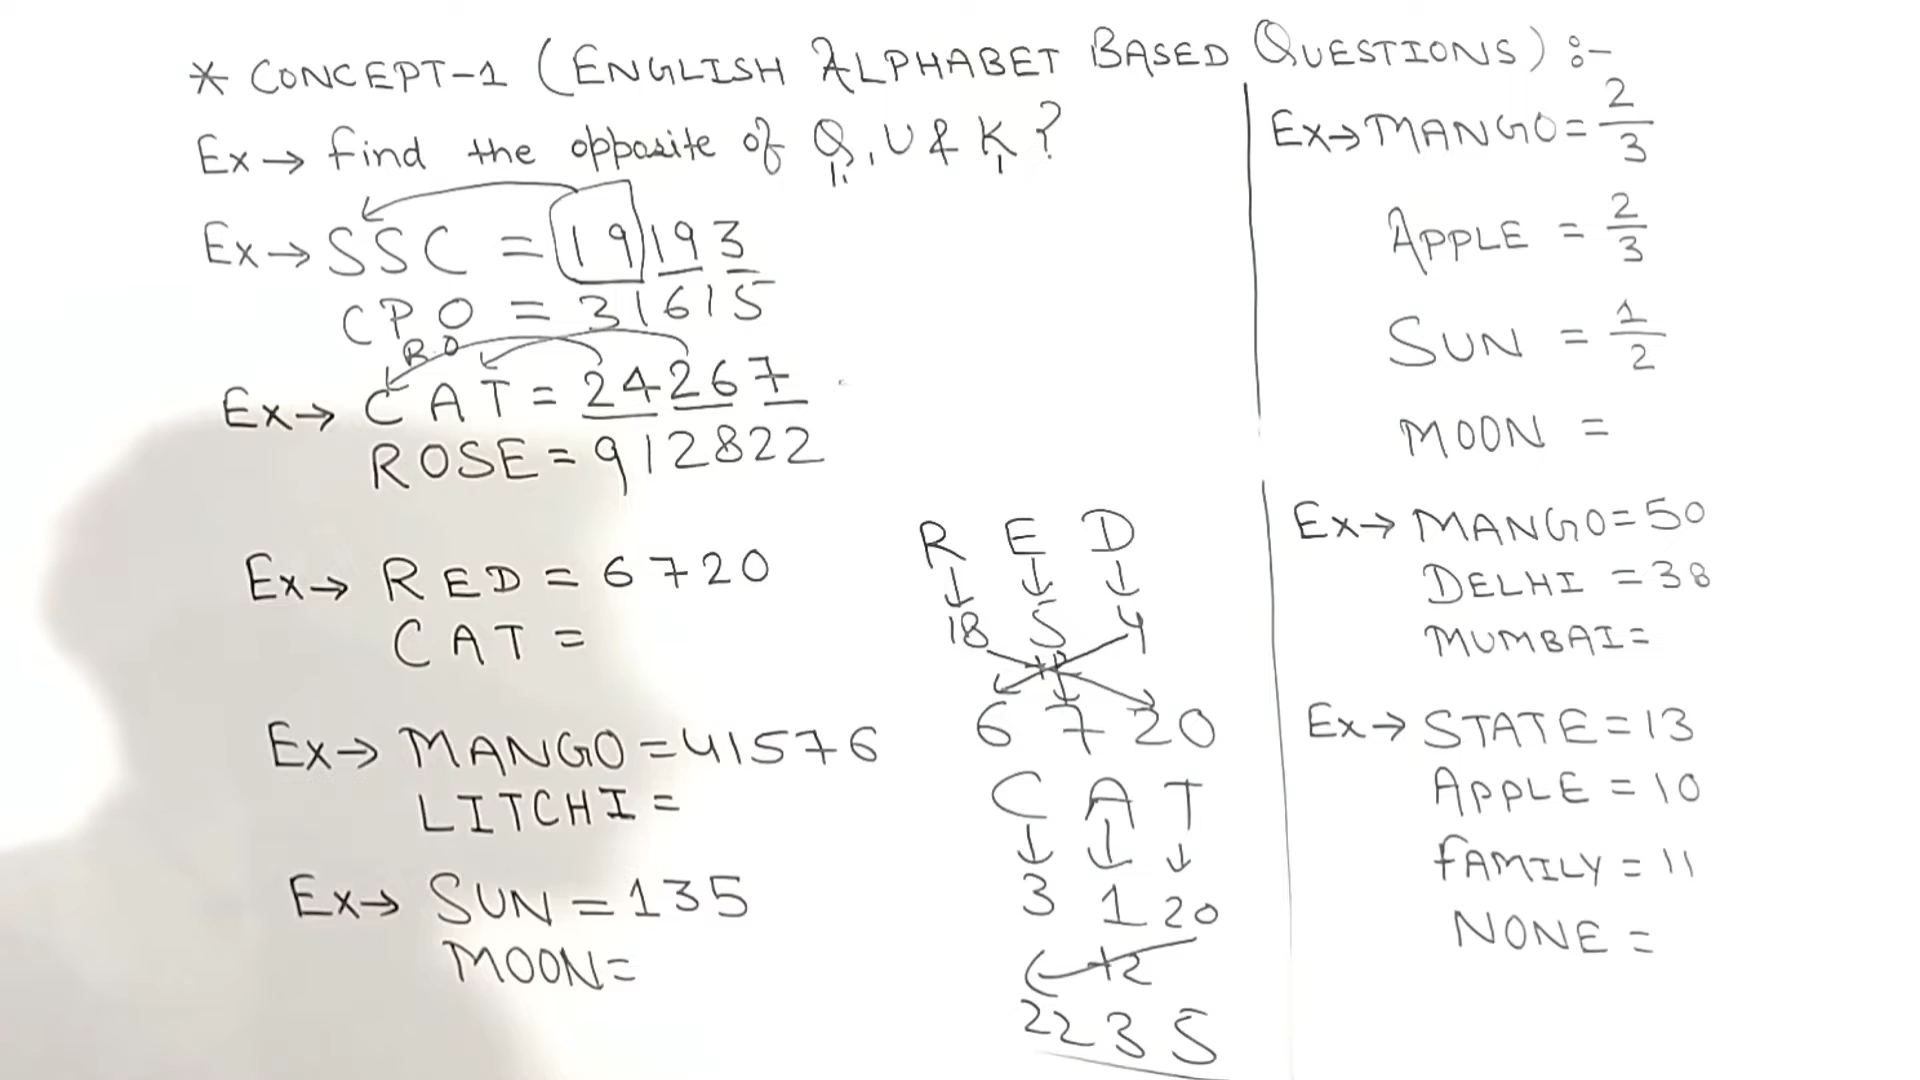 * CONCEPT-1 (ENGLISH ALPHABET BASED QUESTIONS) :-
Ex→ find the opposite of Q, U & K ?
Ex→ SSC = 19193
CPO = 31615
B.O
Ex→ CAT = 24267
ROSE = 912822
Ex→ RED = 6720
CAT =
Ex→ MANGO = 41576
LITCHI =
Ex→ SUN = 135
MOON =
R E D
18 5 4
+2
6 7 20
C A T
3 1 20
+2
22 3 5
Ex→ MANGO = 2/3
APPLE = 2/3
SUN = 1/2
MOON =
Ex→ MANGO = 50
DELHI = 38
MUMBAI =
Ex→ STATE = 13
APPLE = 10
FAMILY = 11
NONE =